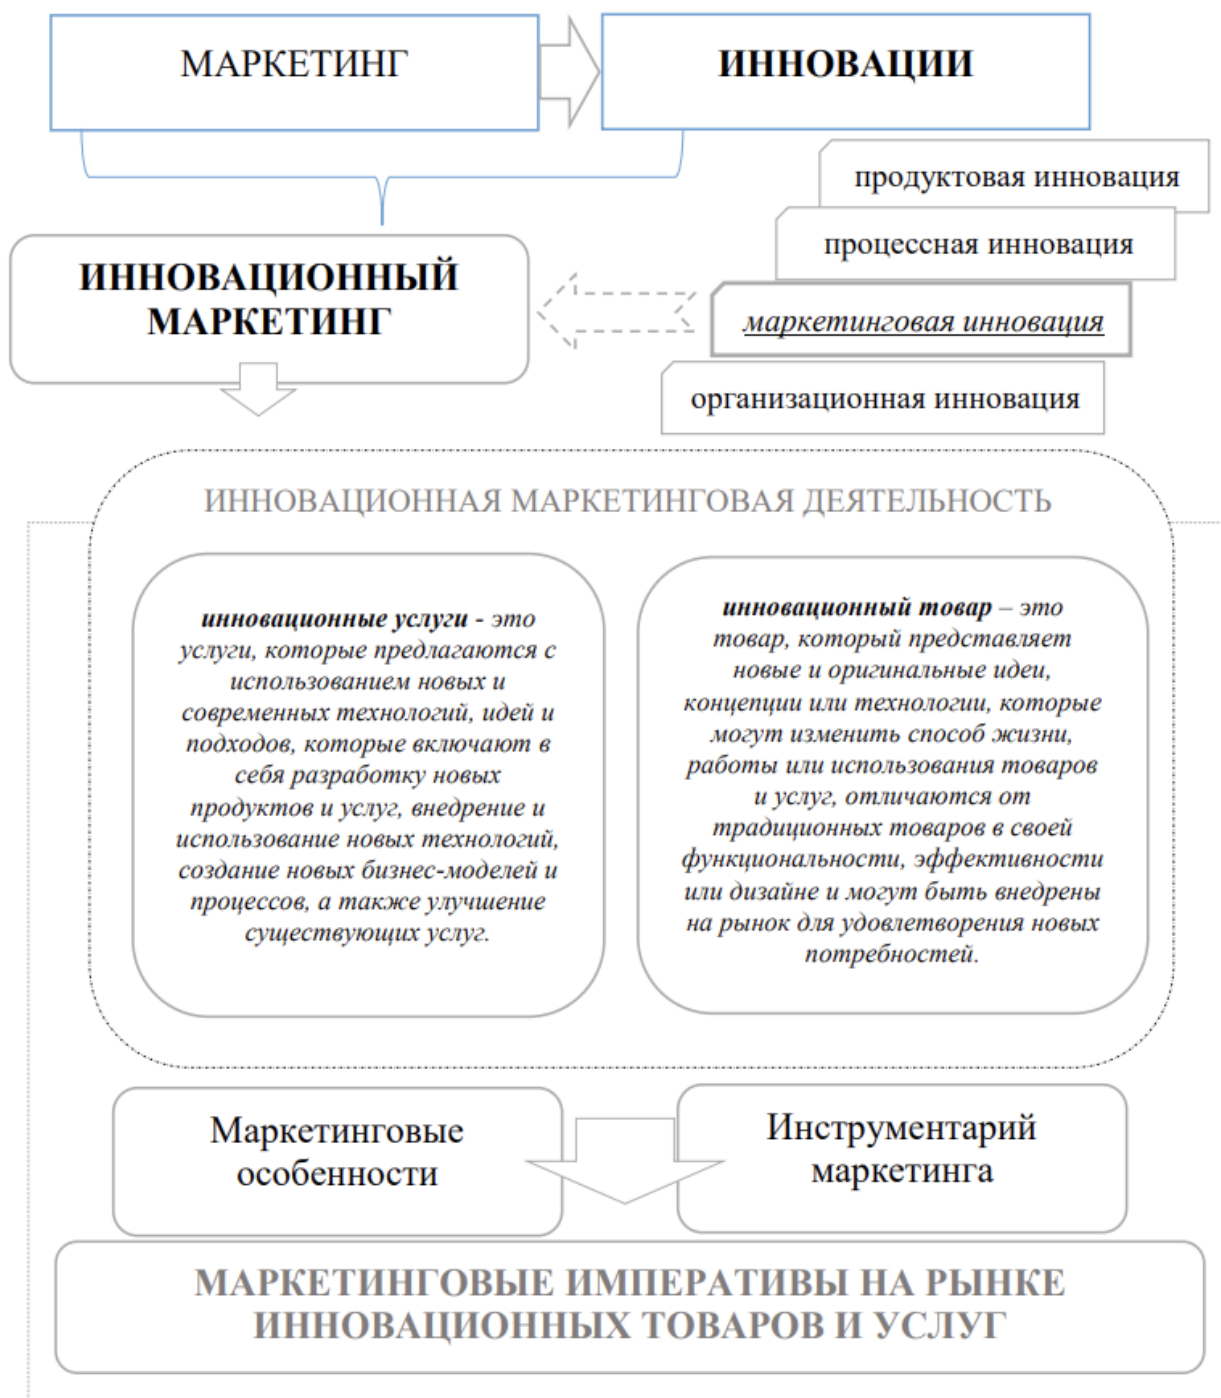 МАРКЕТИНГ
ИННОВАЦИИ
продуктовая инновация
процессная инновация
ИННОВАЦИОННЫЙ
МАРКЕТИНГ
маркетинговая инновация
организационная инновация
ИННОВАЦИОННАЯ МАРКЕТИНГОВАЯ ДЕЯТЕЛЬНОСТЬ
инновационные услуги - это
услуги, которые предлагаются с
использованием новых и
современных технологий, идей и
подходов, которые включают в
себя разработку новых
продуктов и услуг, внедрение и
использование новых технологий,
создание новых бизнес-моделей и
процессов, а также улучшение
существующих услуг.
инновационный товар – это
товар, который представляет
новые и оригинальные идеи,
концепции или технологии, которые
могут изменить способ жизни,
работы или использования товаров
и услуг, отличаются от
традиционных товаров в своей
функциональности, эффективности
или дизайне и могут быть внедрены
на рынок для удовлетворения новых
потребностей.
Маркетинговые
особенности
Инструментарий
маркетинга
МАРКЕТИНГОВЫЕ ИМПЕРАТИВЫ НА РЫНКЕ
ИННОВАЦИОННЫХ ТОВАРОВ И УСЛУГ